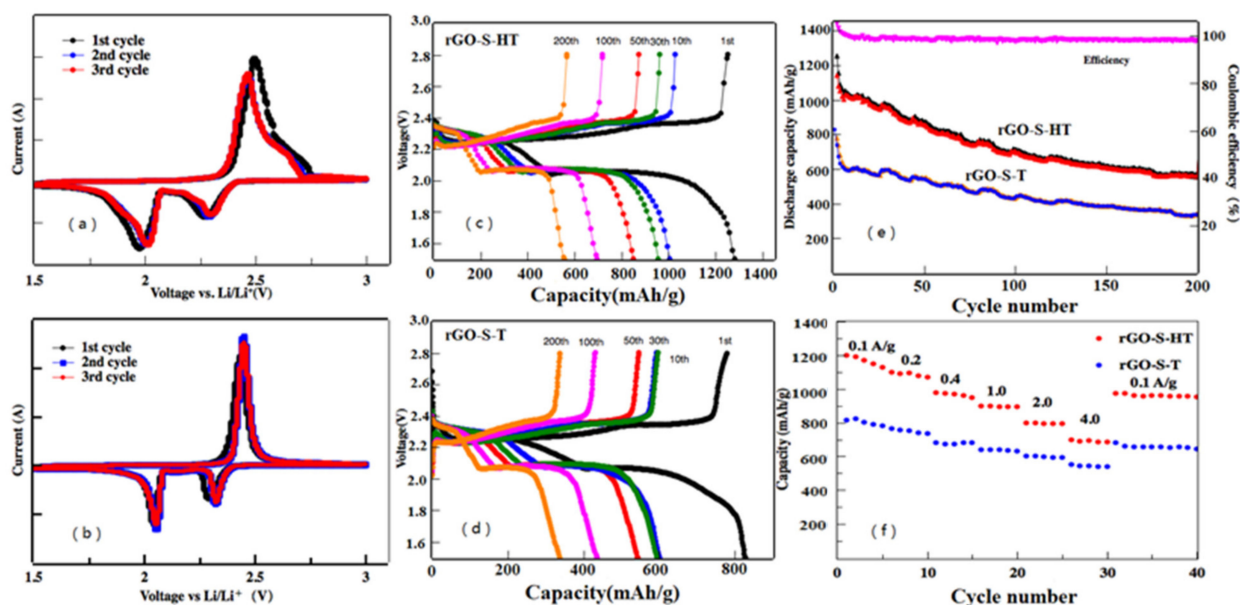 1st cycle
2nd cycle
3rd cycle
Current (A)
( a )
1.5 2 2.5 3
Voltage vs. Li/Li⁺(V)
1st cycle
2nd cycle
3rd cycle
Current (A)
( b )
1.5 2 2.5 3
Voltage vs Li/Li⁺ (V)
3.0
2.8
2.6
2.4
2.2
2.0
1.8
1.6
Voltage(V)
rGO-S-HT
200th 100th 50th 30th 10th 1st
( c )
0 200 400 600 800 1000 1200 1400
Capacity(mAh/g)
3.0
2.8
2.6
2.4
2.2
2.0
1.8
1.6
Voltage(V)
rGO-S-T
200th 100th 50th 30th 1st
10th
( d )
0 200 400 600 800
Capacity(mAh/g)
1400
1200
1000
800
600
400
200
Discharge capacity (mAh/g)
Efficiency
rGO-S-HT
rGO-S-T
( e )
100
80
60
40
20
0
Coulombic efficiency (%)
0 50 100 150 200
Cycle number
1400
1200
1000
800
600
400
200
Capacity (mAh/g)
rGO-S-HT
rGO-S-T
0.1 A/g
0.2
0.4
1.0
2.0
4.0
0.1 A/g
( f )
0 10 20 30 40
Cycle number